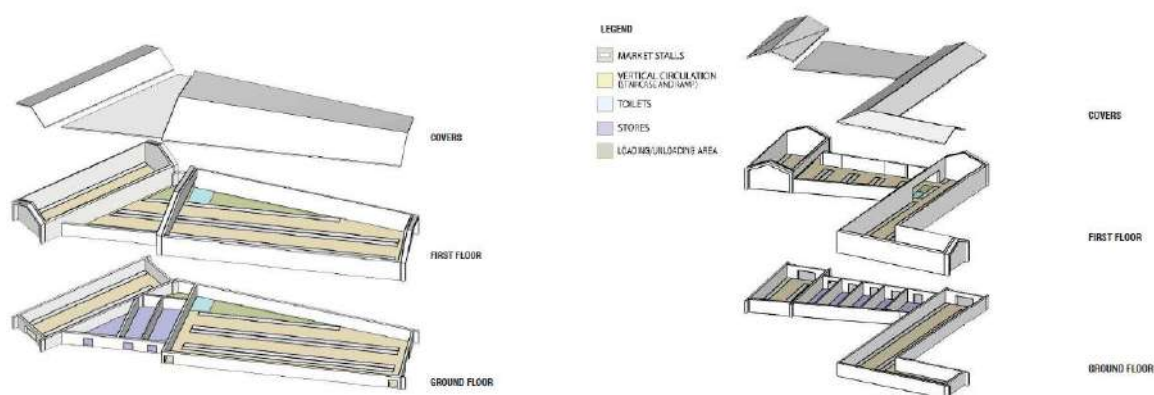 COVERS
FIRST FLOOR
GROUND FLOOR
LEGEND
MARKET STALLS
VERTICAL CIRCULATION
(STAIRCASE AND RAMP)
TOILETS
STORES
LOADING/UNLOADING AREA
COVERS
FIRST FLOOR
GROUND FLOOR